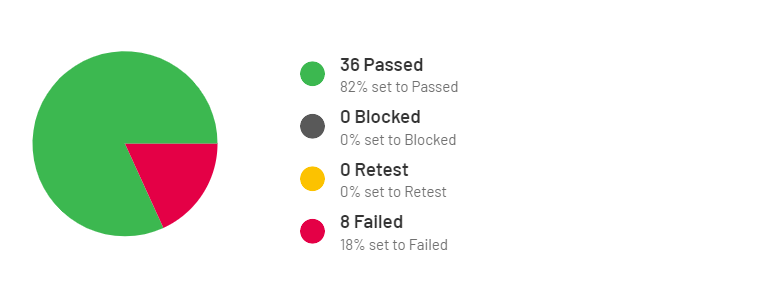 36 Passed
82% set to Passed
0 Blocked
0% set to Blocked
0 Retest
0% set to Retest
8 Failed
18% set to Failed